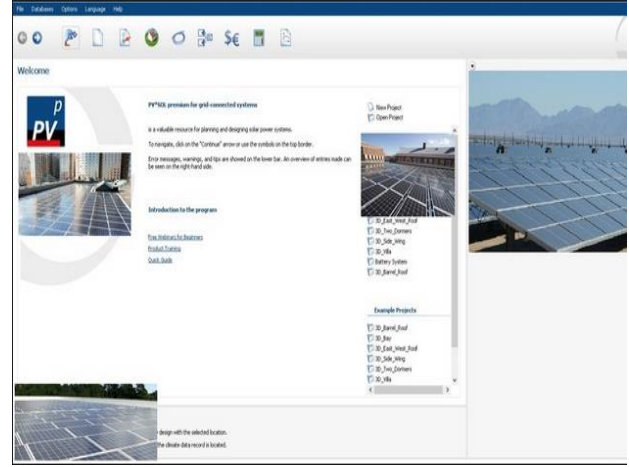 File Databases Options Language Help
$€
Welcome
P
PV
PV*SOL premium for grid-connected systems
is a valuable resource for planning and designing solar power systems.
To navigate, click on the "Continue" arrow or use the symbols on the top border.
Error messages, warnings, and tips are showed on the lower bar. An overview of entries made can
be seen on the right-hand side.
Introduction to the program
Free Webinars for Beginners
Product Training
Quick Guide
New Project
Open Project
3D_East_West_Roof
3D_Two_Dormers
3D_Side_Wing
3D_Villa
Battery System
3D_Barrel_Roof
Example Projects
3D_Barrel_Roof
3D_Bay
3D_East_West_Roof
3D_Side_Wing
3D_Two_Dormers
3D_Villa
design with the selected location.
the climate data record is located.